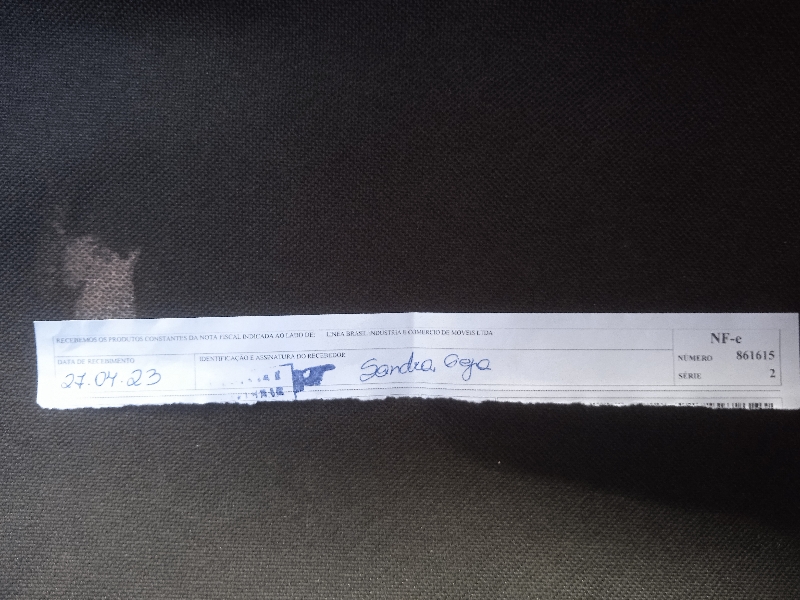 RECEBEMOS OS PRODUTOS CONSTANTES DA NOTA FISCAL INDICADA AO LADO DE: LINEA BRASIL INDUSTRIA E COMERCIO DE MOVEIS LTDA
NF-e
DATA DE RECEBIMENTO
IDENTIFICAÇÃO E ASSINATURA DO RECEBEDOR
NÚMERO 861615
27.04.23
Sandra,
SÉRIE 2